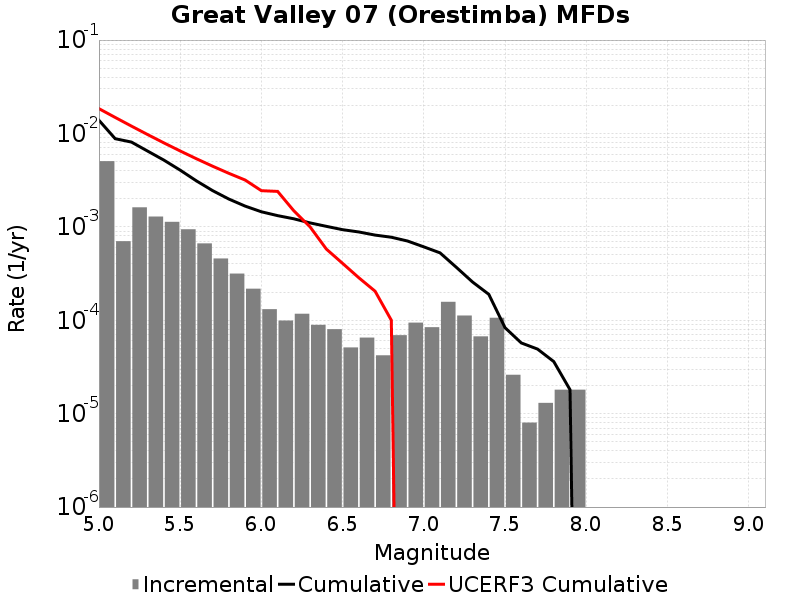 Great Valley 07 (Orestimba) MFDs
10-1
10-2
10-3
10-4
10-5
10-6
Rate (1/yr)
5.0 5.5 6.0 6.5 7.0 7.5 8.0 8.5 9.0
Magnitude
Incremental Cumulative UCERF3 Cumulative